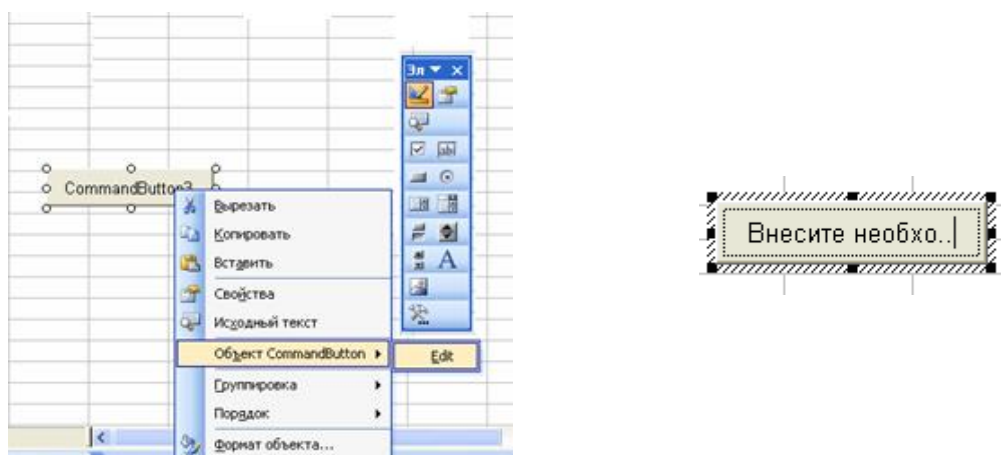 Эл
CommandButton3
Вырезать
Копировать
Вставить
Свойства
Исходный текст
Объект CommandButton
Edit
Группировка
Порядок
Формат объекта...
Внесите необхо..